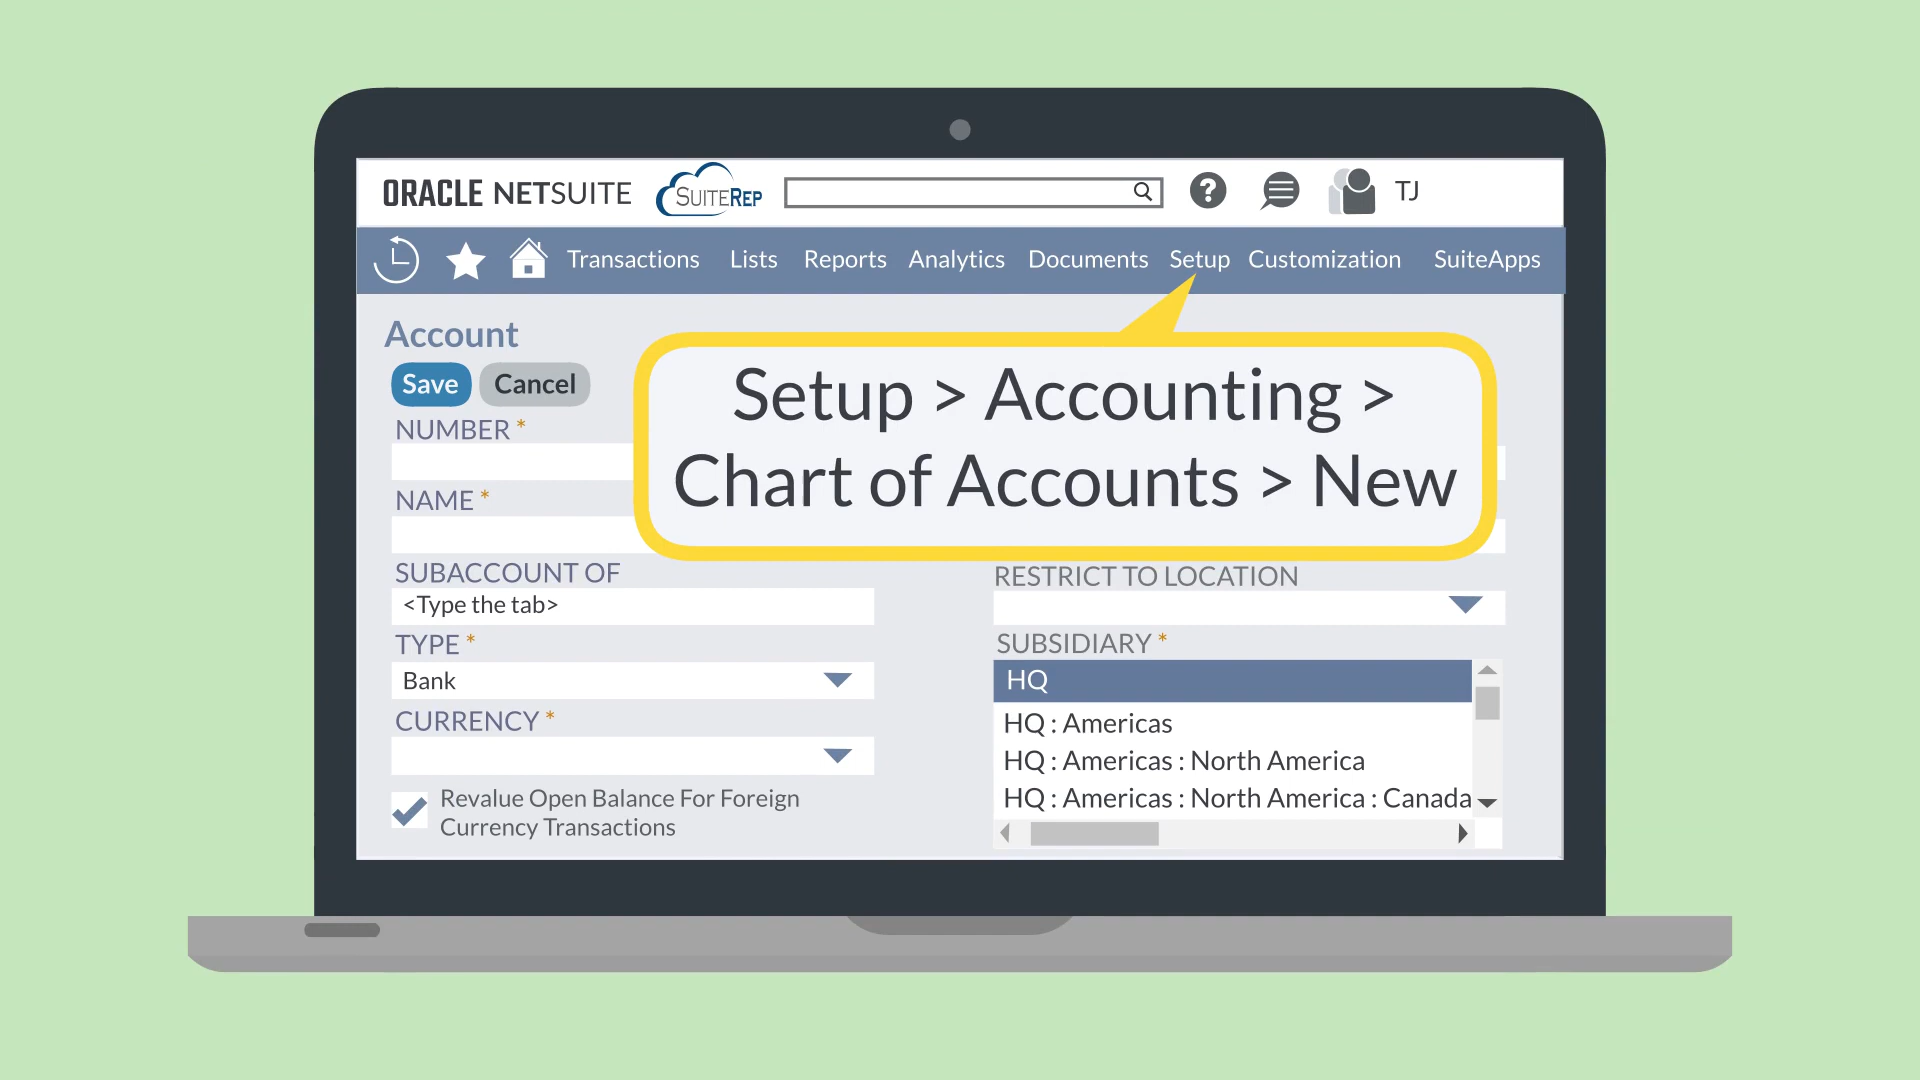 ORACLE NETSUITE
SUITEREP
?
TJ
Transactions Lists Reports Analytics Documents Setup Customization SuiteApps
Account
Save Cancel
Setup > Accounting >
Chart of Accounts > New
NUMBER *
NAME *
SUBACCOUNT OF
<Type the tab>
TYPE *
Bank
CURRENCY *
Revalue Open Balance For Foreign
Currency Transactions
RESTRICT TO LOCATION
SUBSIDIARY *
HQ
HQ : Americas
HQ : Americas : North America
HQ : Americas : North America : Canada